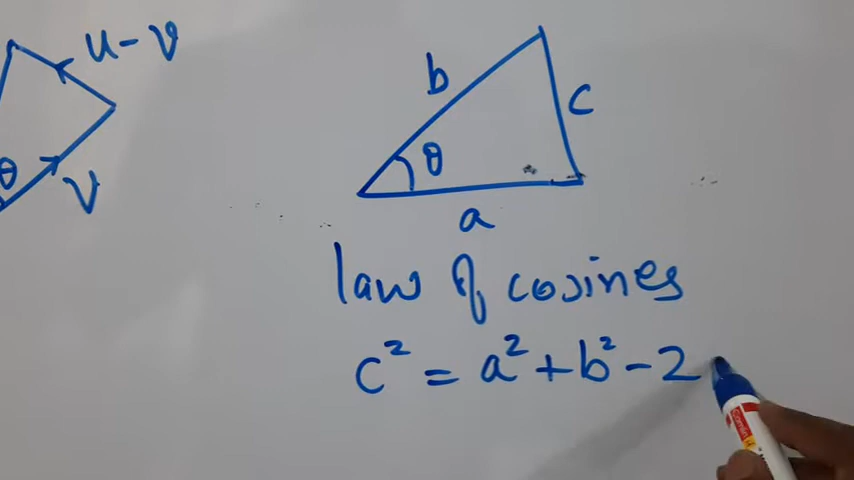 u - v
θ
v
b
c
θ
a
law of cosines
c² = a² + b² - 2